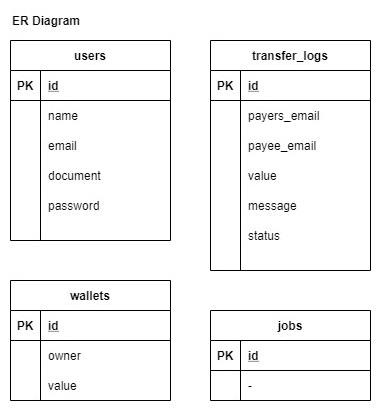 ER Diagram
users
PK id
name
email
document
password
transfer_logs
PK id
payers_email
payee_email
value
message
status
wallets
PK id
owner
value
jobs
PK id
-